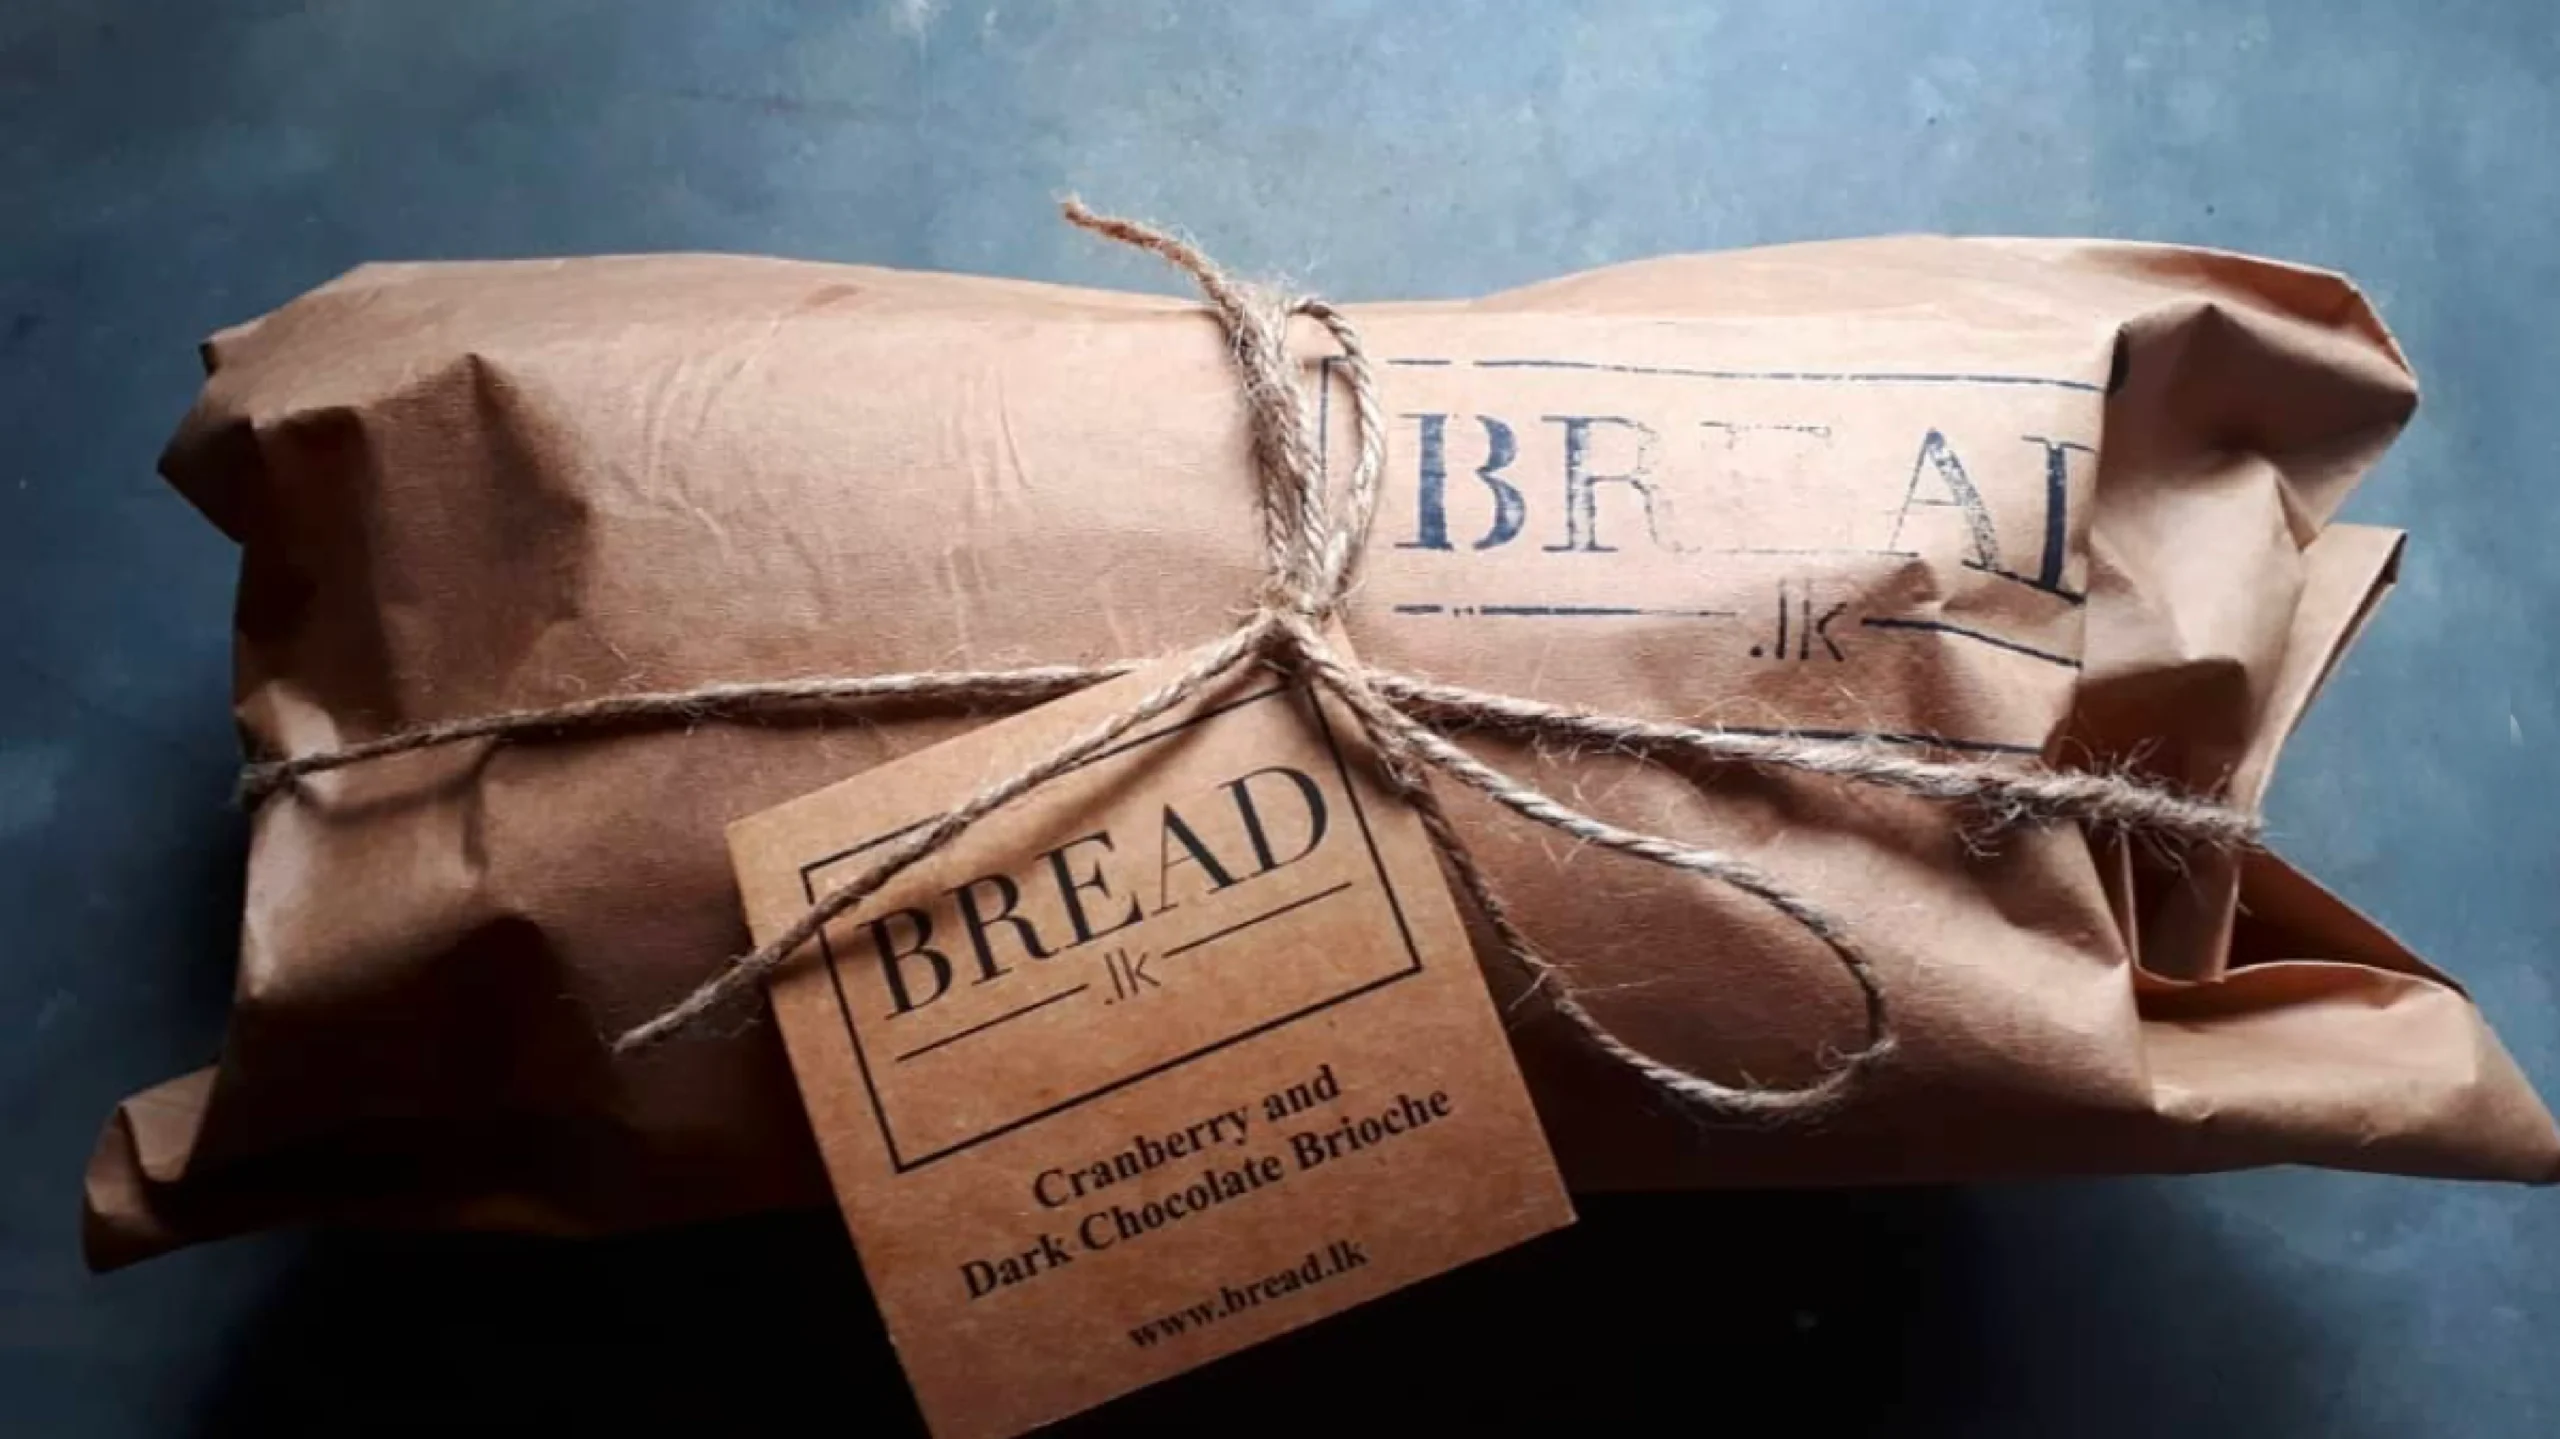 BREAD
.lk
BREAD
.lk
Cranberry and
Dark Chocolate Brioche
www.bread.lk